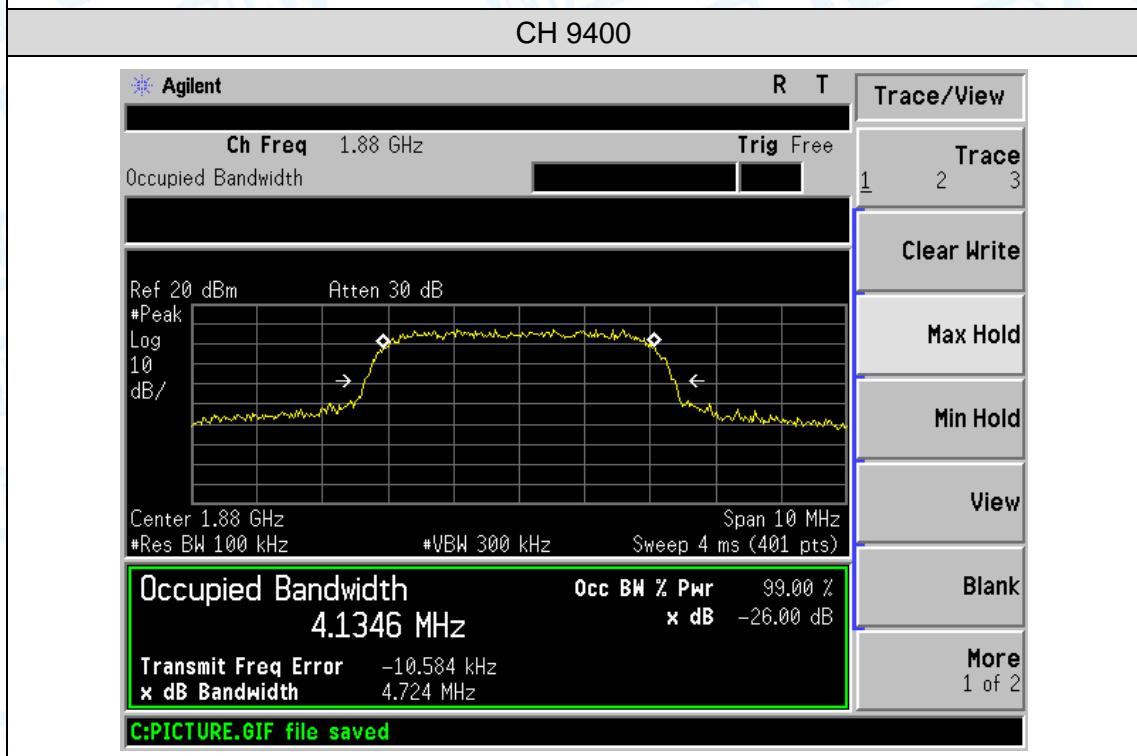 CH 9400
Agilent R T
Trace/View
Ch Freq 1.88 GHz Trig Free
Occupied Bandwidth
Trace
1 2 3
Clear Write
Ref 20 dBm Atten 30 dB
#Peak
Log
10
dB/
Max Hold
Min Hold
View
Center 1.88 GHz Span 10 MHz
#Res BW 100 kHz #VBW 300 kHz Sweep 4 ms (401 pts)
Occupied Bandwidth Occ BW % Pwr 99.00 %
4.1346 MHz x dB -26.00 dB
Blank
Transmit Freq Error -10.584 kHz
x dB Bandwidth 4.724 MHz
More
1 of 2
C:PICTURE.GIF file saved